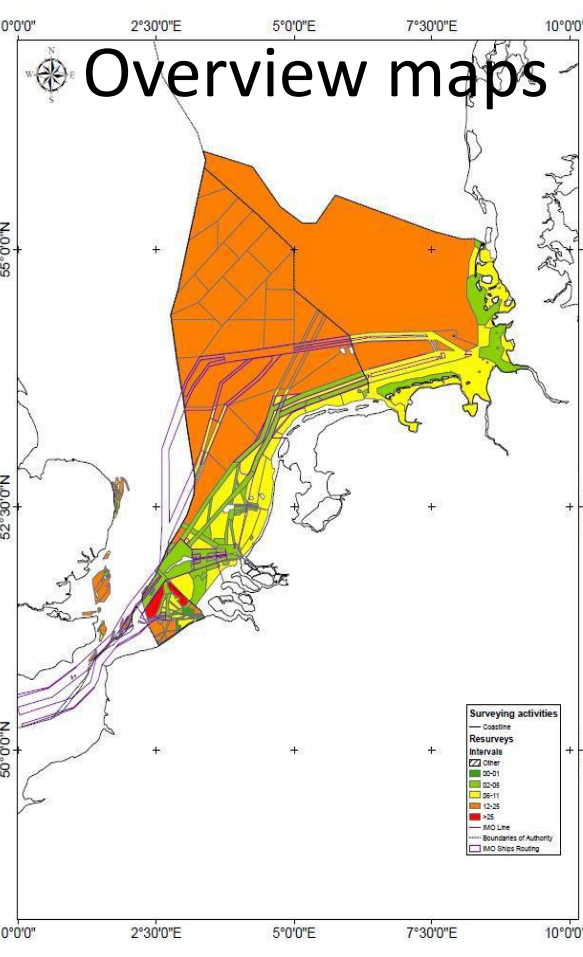 0°0'0" 2°30'0"E 5°0'0"E 7°30'0"E 10°0'0"
N
W E
S
Overview maps
55°0'0"N
52°30'0"N
50°0'0"N
Surveying activities
Coastline
Resurveys
Intervals
Other
00-01
02-05
06-11
12-25
>25
IMO Line
Boundaries of Authority
IMO Ships Routing
0°0'0" 2°30'0"E 5°0'0"E 7°30'0"E 10°0'0"